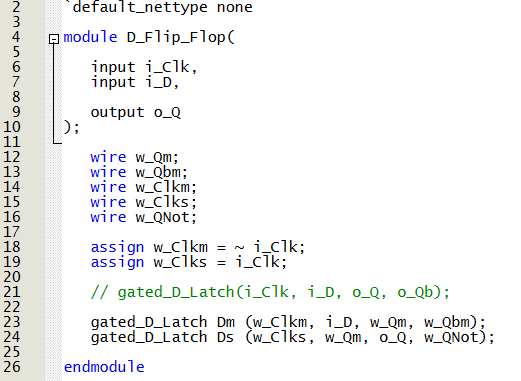 2 `default_nettype none
3
4 module D_Flip_Flop(
5
6 input i_Clk,
7 input i_D,
8
9 output o_Q
10 );
11
12 wire w_Qm;
13 wire w_Qbm;
14 wire w_Clkm;
15 wire w_Clks;
16 wire w_QNot;
17
18 assign w_Clkm = ~ i_Clk;
19 assign w_Clks = i_Clk;
20
21 // gated_D_Latch(i_Clk, i_D, o_Q, o_Qb);
22
23 gated_D_Latch Dm (w_Clkm, i_D, w_Qm, w_Qbm);
24 gated_D_Latch Ds (w_Clks, w_Qm, o_Q, w_QNot);
25
26 endmodule